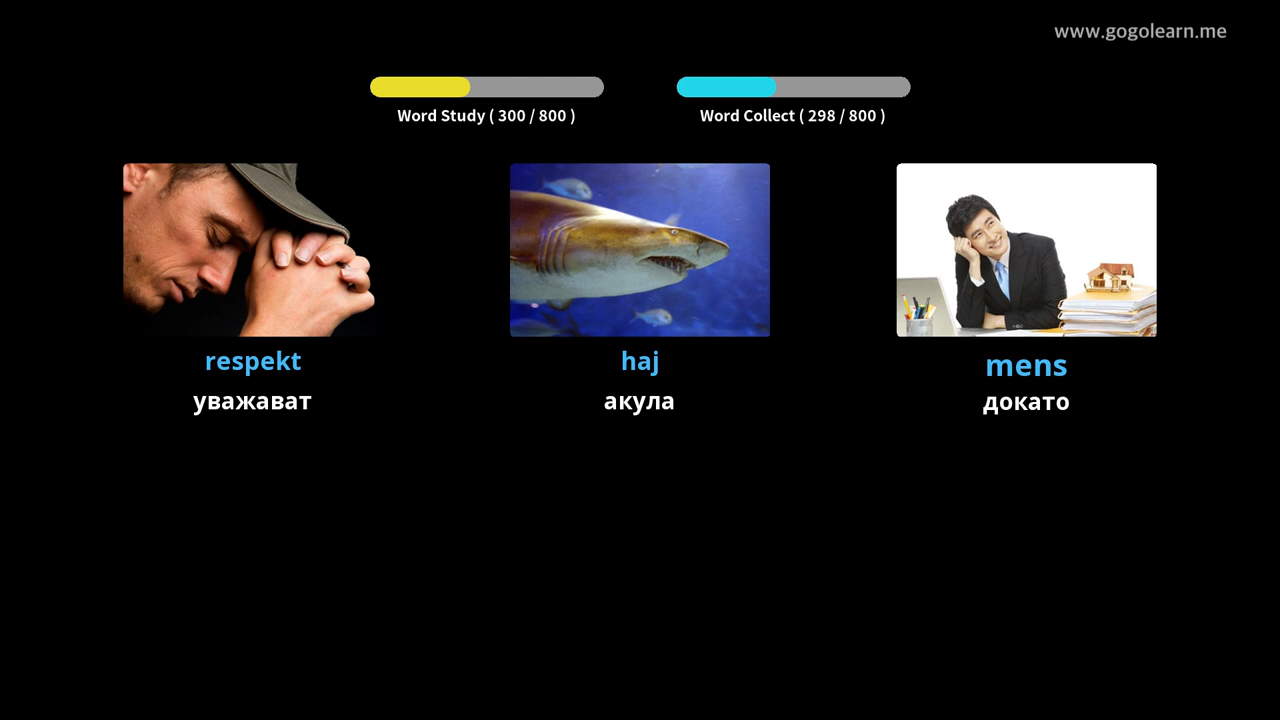 www.gogolearn.me
Word Study ( 300 / 800 )
Word Collect ( 298 / 800 )
respekt
уважават
haj
акула
mens
докато